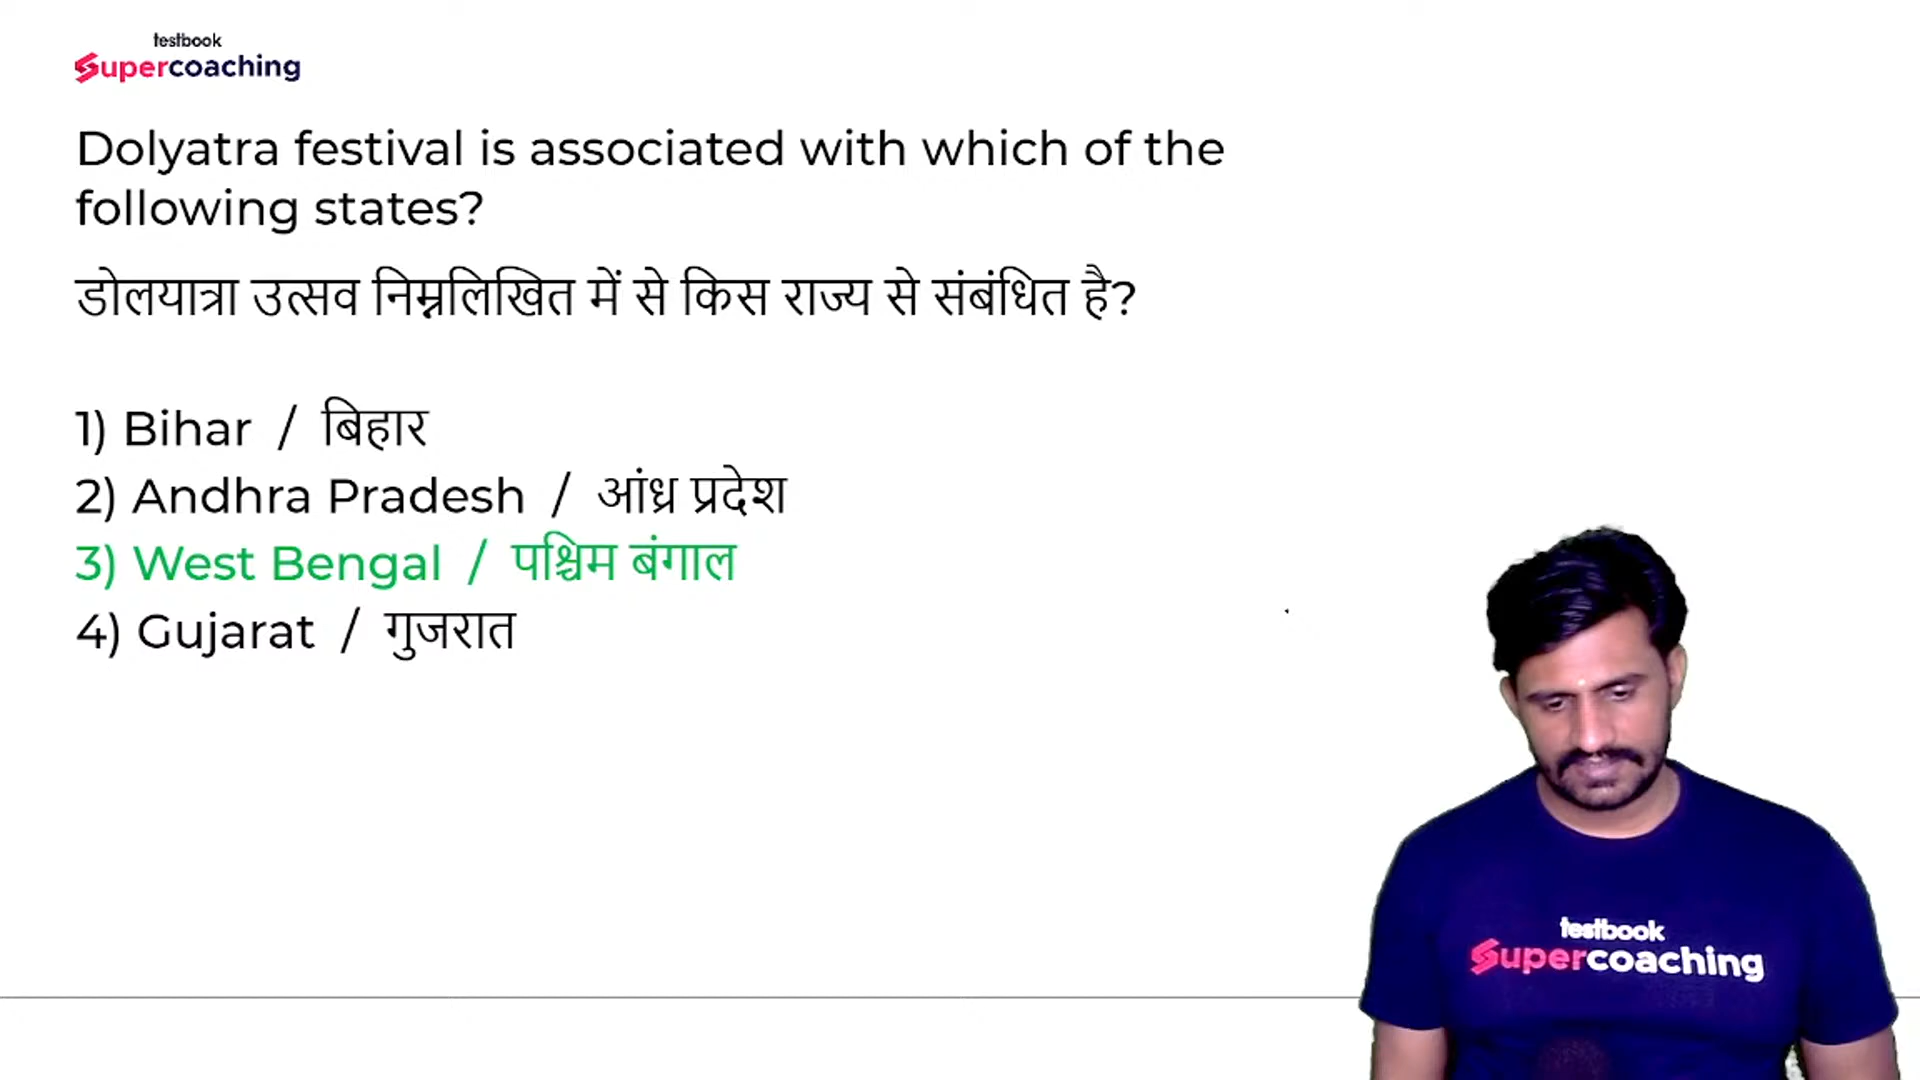 testbook
Supercoaching
Dolyatra festival is associated with which of the
following states?
डोलयात्रा उत्सव निम्नलिखित में से किस राज्य से संबंधित है?
1) Bihar / बिहार
2) Andhra Pradesh / आंध्र प्रदेश
3) West Bengal / पश्चिम बंगाल
4) Gujarat / गुजरात
testbook
Supercoaching